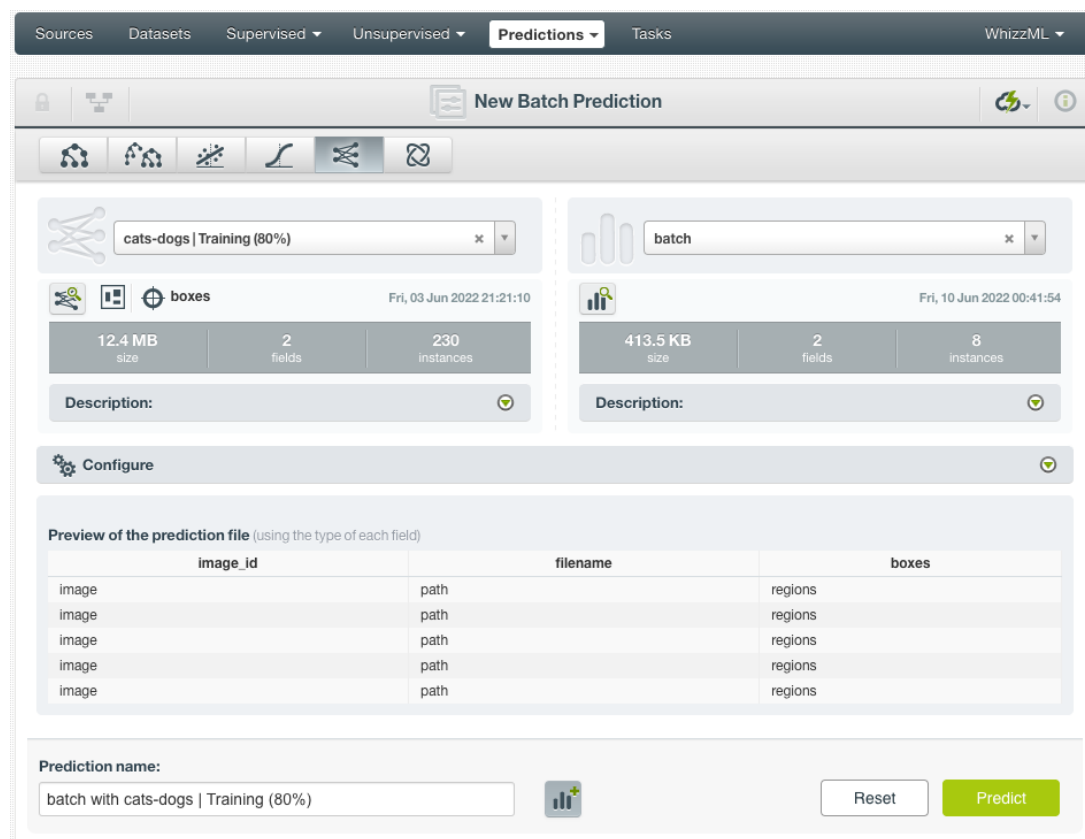 Sources Datasets Supervised Unsupervised Predictions Tasks WhizzML
New Batch Prediction
cats-dogs | Training (80%)
batch
boxes Fri, 03 Jun 2022 21:21:10
Fri, 10 Jun 2022 00:41:54
12.4 MB 2 230
size fields instances
413.5 KB 2 8
size fields instances
Description:
Description:
Configure
Preview of the prediction file (using the type of each field)
image_id filename boxes
image path regions
image path regions
image path regions
image path regions
image path regions
Prediction name:
batch with cats-dogs | Training (80%)
Reset Predict